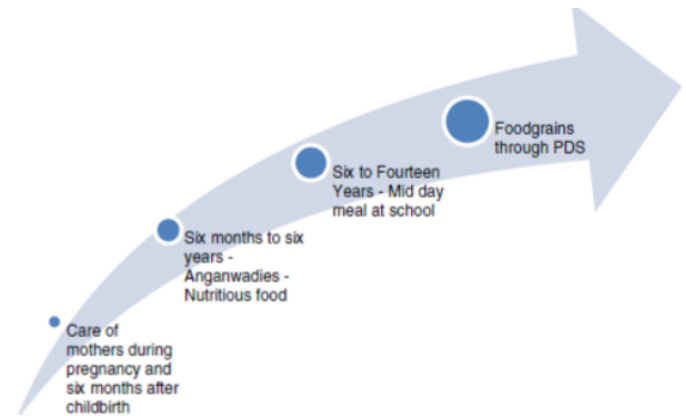 Foodgrains
through PDS
Six to Fourteen
Years - Mid day
meal at school
Six months to six
years -
Anganwadies -
Nutritious food
Care of
mothers during
pregnancy and
six months after
childbirth